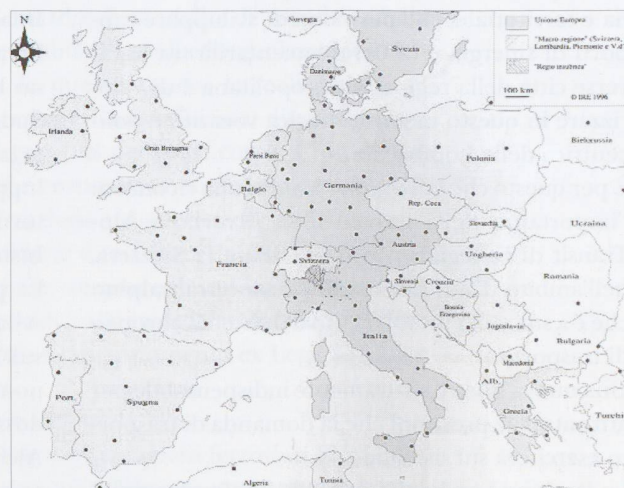 N
Norvegia
Svezia
Unione Europea
"Macro regione" (Svizzera,
Lombardia, Piemonte e V.d'
"Regio insubrica"
100 km
© IRE 1996
Danimarca
Irlanda
Gran Bretagna
Paesi Bassi
Belgio
Germania
Polonia
Bielorussia
Rep. Ceca
Slovacchia
Ucraina
Francia
Svizzera
Austria
Ungheria
Slovenia
Croazia
Romania
Bosnia
Erzegovina
Jugoslavia
Italia
Bulgaria
Macedonia
Alb.
Port.
Spagna
Grecia
Turchi
Algeria
Tunisia